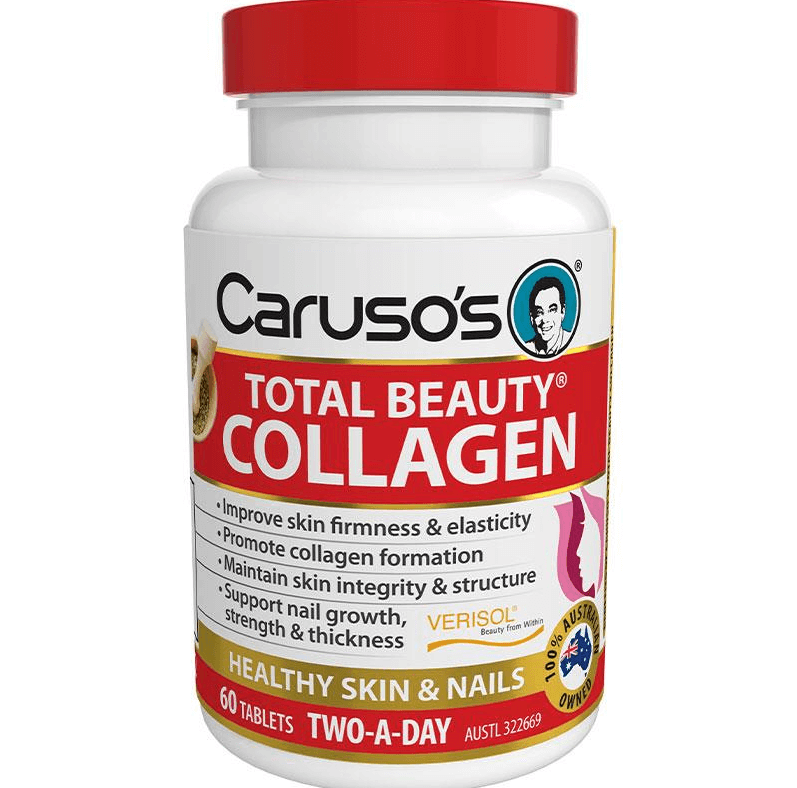 Caruso's®
TOTAL BEAUTY®
COLLAGEN
• Improve skin firmness & elasticity
• Promote collagen formation
• Maintain skin integrity & structure
• Support nail growth,
strength & thickness
VERISOL®
Beauty from Within
100% AUSTRALIAN
OWNED
HEALTHY SKIN & NAILS
60 TABLETS TWO-A-DAY AUSTL 322669